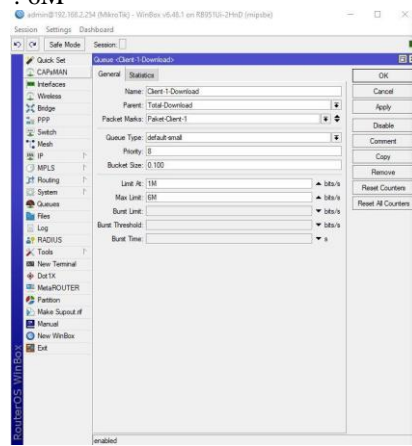 : 6M
admin@192.168.2.254 (MikroTik) - WinBox v6.48.1 on RB951Ui-2HnD (mipsbe)
Session Settings Dashboard
Safe Mode Session:
Quick Set
CAPsMAN
Interfaces
Wireless
Bridge
PPP
Switch
Mesh
IP
MPLS
Routing
System
Queues
Files
Log
RADIUS
Tools
New Terminal
Dot1X
MetaROUTER
Partition
Make Supout.rif
Manual
New WinBox
Exit
RouterOS WinBox
Queue <Client-1-Download>
General Statistics
Name: Client-1-Download
Parent: Total-Download
Packet Marks: Paket-Client-1
Queue Type: default-small
Priority: 8
Bucket Size: 0.100
Limit At: 1M bits/s
Max Limit: 6M bits/s
Burst Limit: bits/s
Burst Threshold: bits/s
Burst Time: s
OK
Cancel
Apply
Disable
Comment
Copy
Remove
Reset Counters
Reset All Counters
enabled